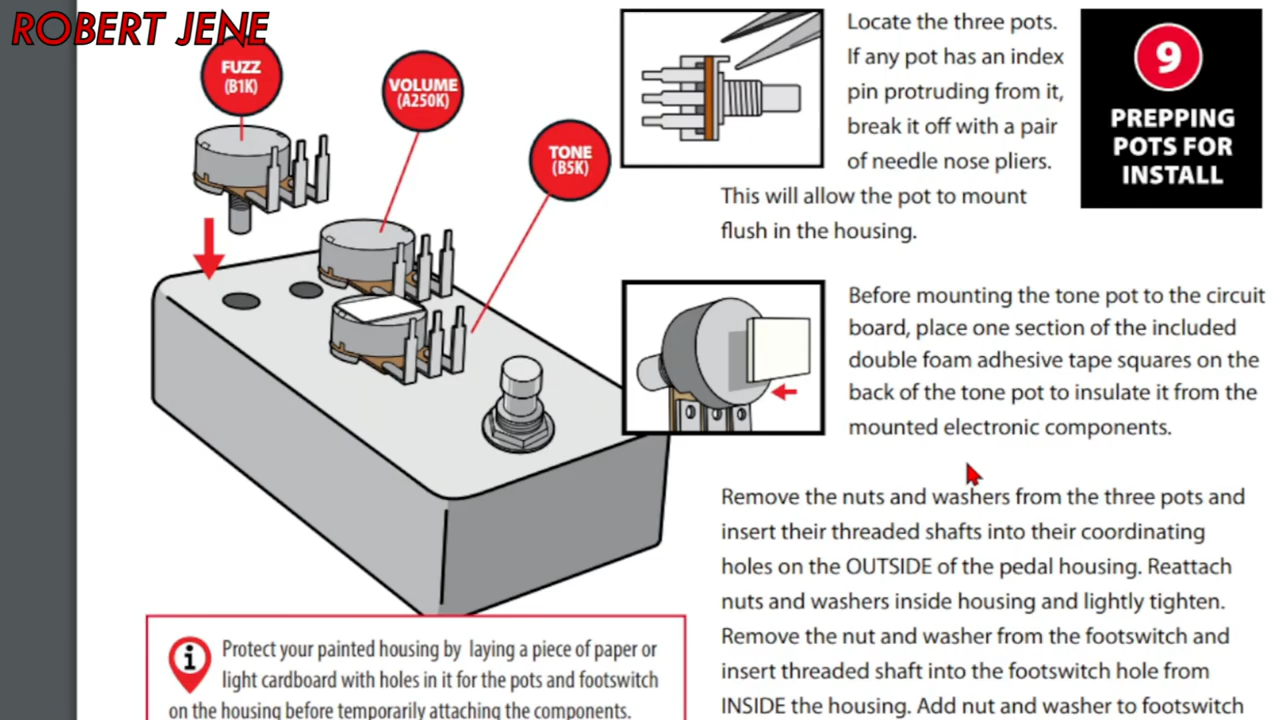 ROBERT JENE
FUZZ
(B1K)
VOLUME
(A250K)
TONE
(B5K)
Locate the three pots.
If any pot has an index
pin protruding from it,
break it off with a pair
of needle nose pliers.
This will allow the pot to mount
flush in the housing.
9
PREPPING
POTS FOR
INSTALL
Before mounting the tone pot to the circuit
board, place one section of the included
double foam adhesive tape squares on the
back of the tone pot to insulate it from the
mounted electronic components.
Remove the nuts and washers from the three pots and
insert their threaded shafts into their coordinating
holes on the OUTSIDE of the pedal housing. Reattach
nuts and washers inside housing and lightly tighten.
Remove the nut and washer from the footswitch and
insert threaded shaft into the footswitch hole from
INSIDE the housing. Add nut and washer to footswitch
i
Protect your painted housing by laying a piece of paper or
light cardboard with holes in it for the pots and footswitch
on the housing before temporarily attaching the components.